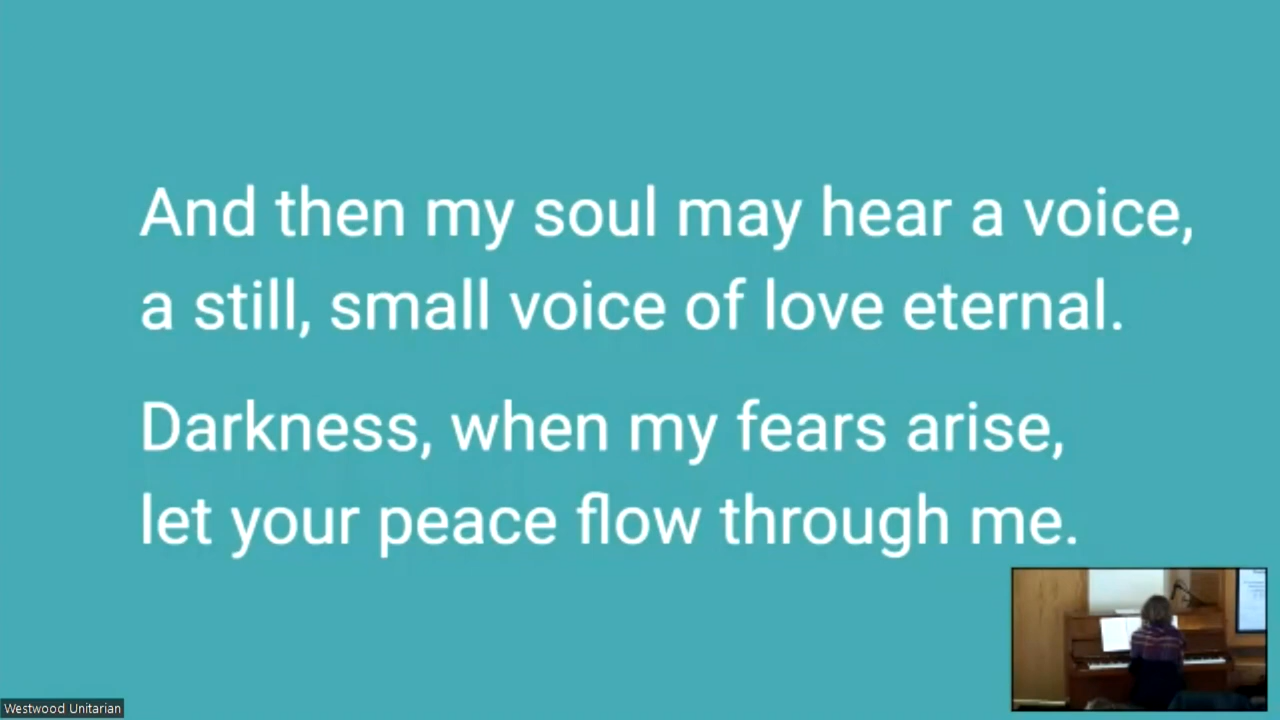 And then my soul may hear a voice,
a still, small voice of love eternal.
Darkness, when my fears arise,
let your peace flow through me.
Westwood Unitarian